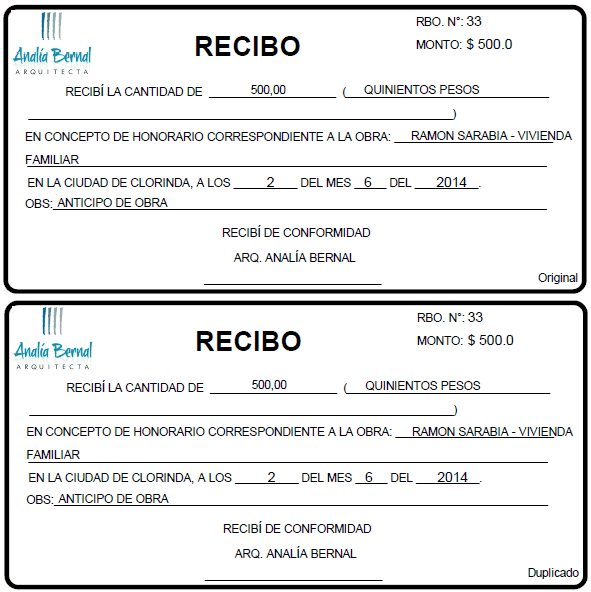 Analía Bernal
ARQUITECTA
RECIBO
RBO. N°: 33
MONTO: $ 500.0
RECIBÍ LA CANTIDAD DE 500,00 ( QUINIENTOS PESOS
)
EN CONCEPTO DE HONORARIO CORRESPONDIENTE A LA OBRA: RAMON SARABIA - VIVIENDA
FAMILIAR
EN LA CIUDAD DE CLORINDA, A LOS 2 DEL MES 6 DEL 2014.
OBS: ANTICIPO DE OBRA
RECIBÍ DE CONFORMIDAD
ARQ. ANALÍA BERNAL
Original
Analía Bernal
ARQUITECTA
RECIBO
RBO. N°: 33
MONTO: $ 500.0
RECIBÍ LA CANTIDAD DE 500,00 ( QUINIENTOS PESOS
)
EN CONCEPTO DE HONORARIO CORRESPONDIENTE A LA OBRA: RAMON SARABIA - VIVIENDA
FAMILIAR
EN LA CIUDAD DE CLORINDA, A LOS 2 DEL MES 6 DEL 2014.
OBS: ANTICIPO DE OBRA
RECIBÍ DE CONFORMIDAD
ARQ. ANALÍA BERNAL
Duplicado